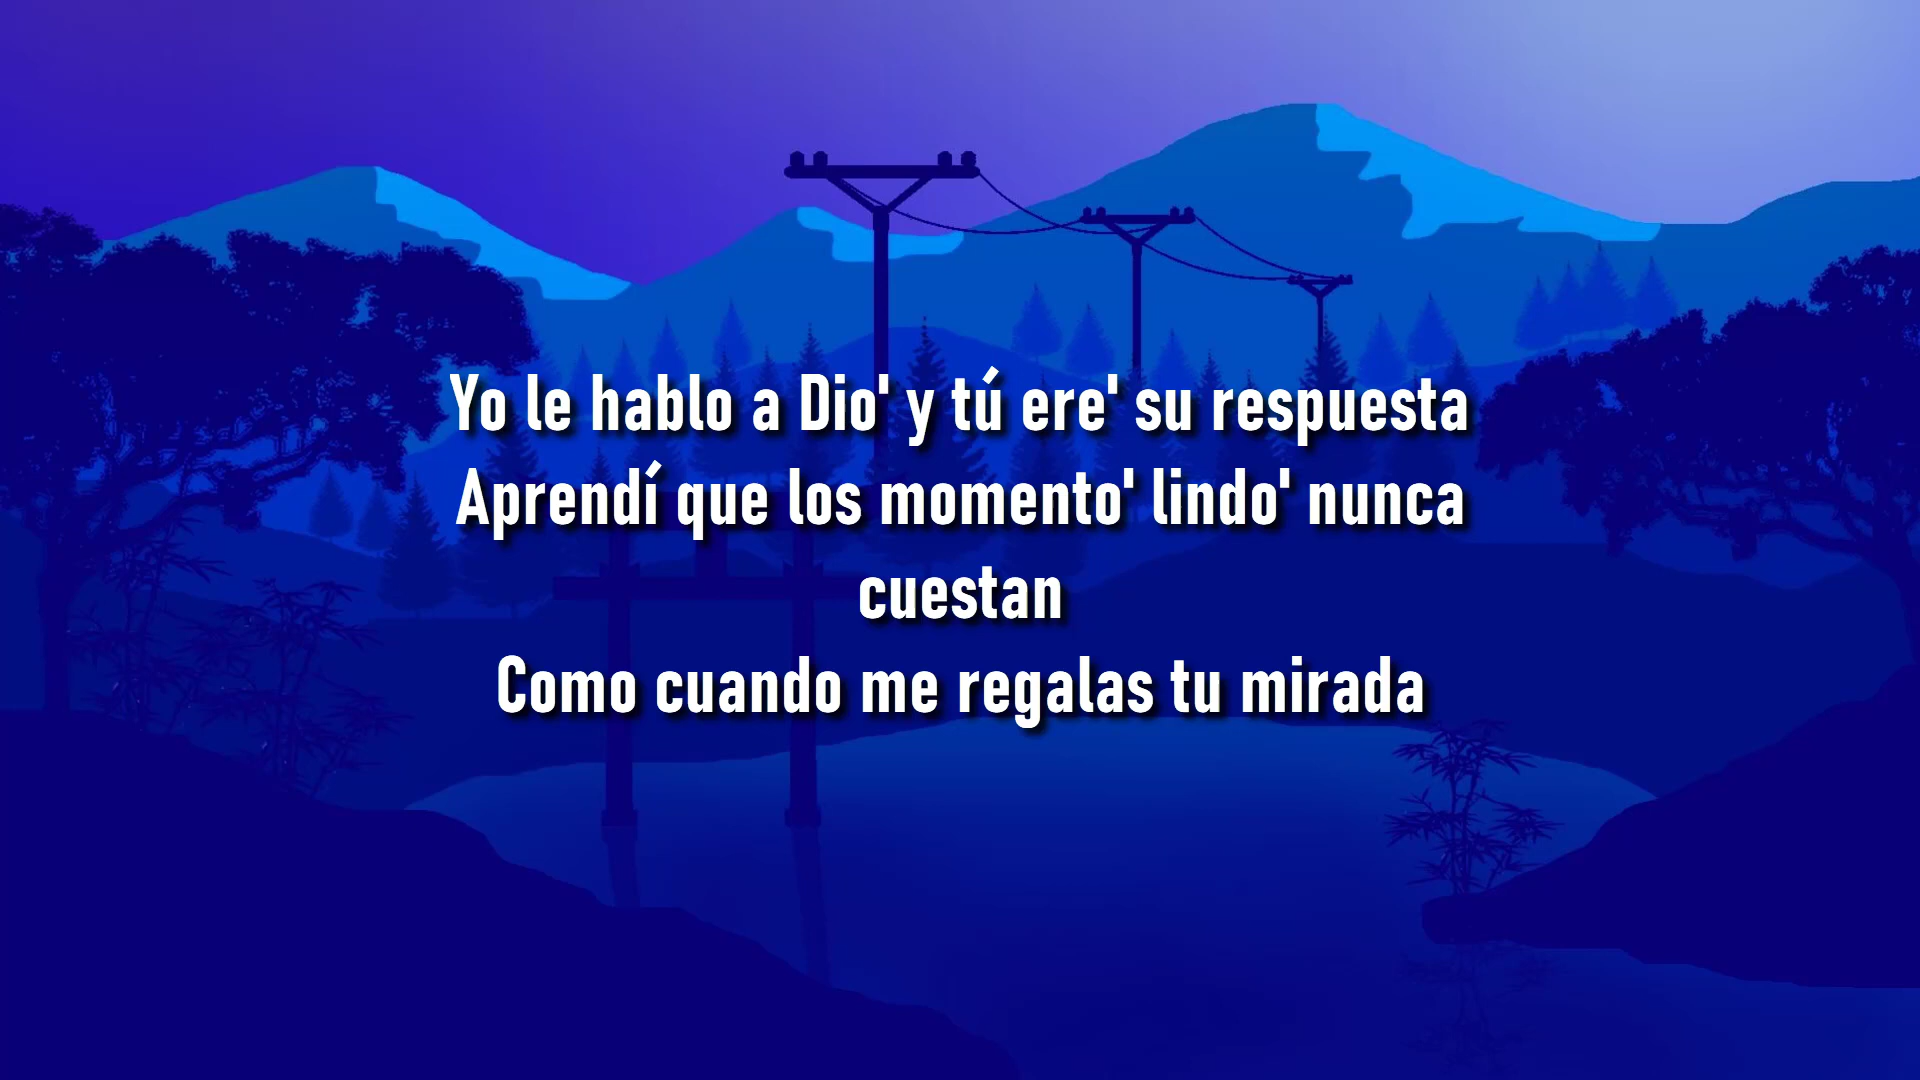 Yo le hablo a Dio' y tú ere' su respuesta
Aprendí que los momento' lindo' nunca
cuestan
Como cuando me regalas tu mirada